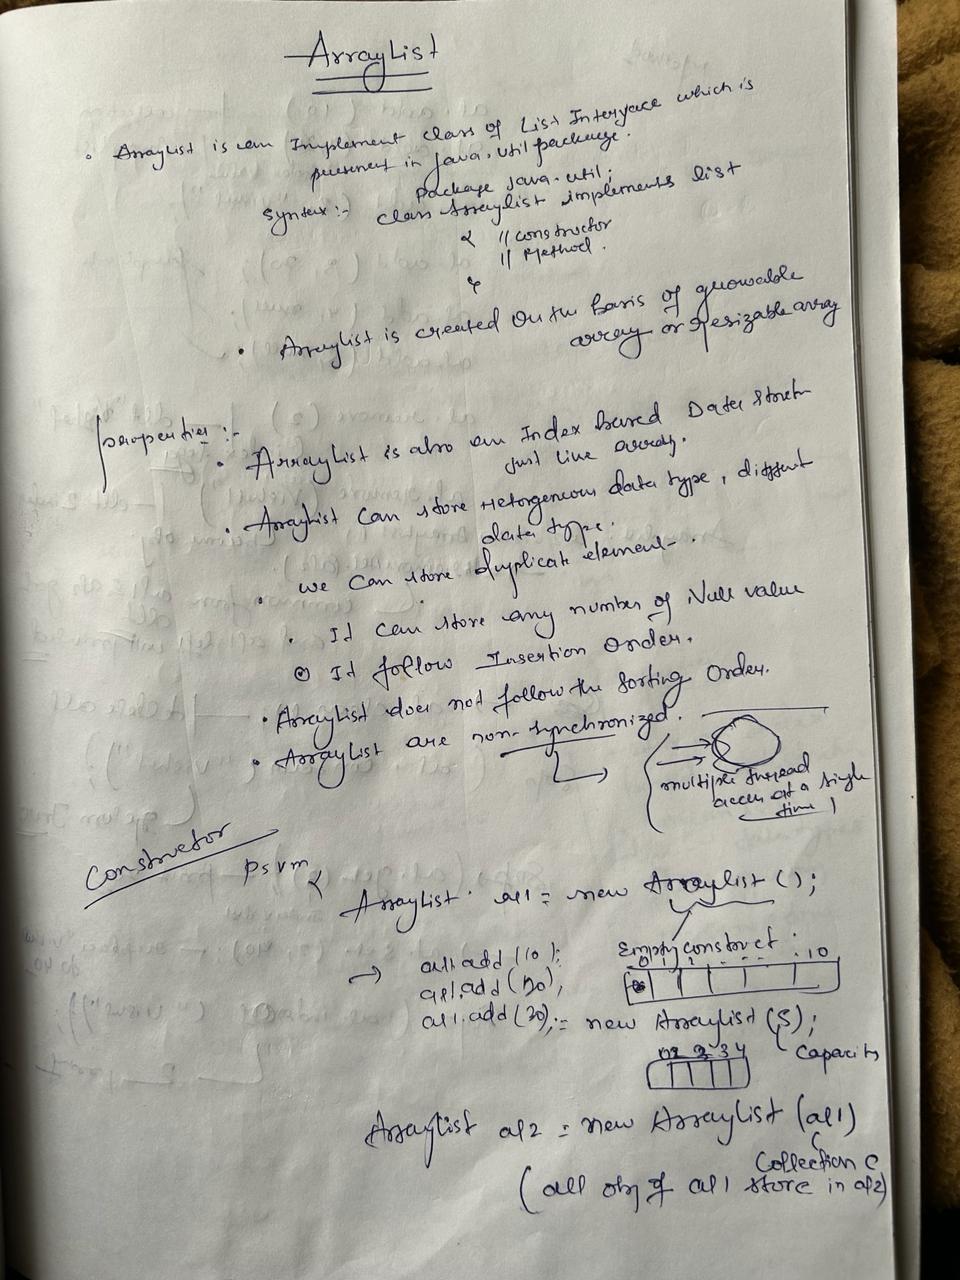 ArrayList
• ArrayList is an Implement class of List Interface which is
present in java.util package.
Package java.util;
Syntax :- class ArrayList implements list
{ // constructor
// Method.
}
• ArrayList is created on the basis of growable
array or resizable array
properties :-
• ArrayList is also an Index based Data Struct
just like array.
• ArrayList can store Hetorgeneous data type, different
data type.
• we can store duplicate element.
• It can store any number of Null value
• It follow Insertion Order.
• ArrayList does not follow the sorting Order.
• ArrayList are non-synchronized.
multiple thread
access at a single
time
Constructor
psvm {
ArrayList al1 = new ArrayList ();
Empty construct
→ al1.add (10);
al1.add (20);
al1.add (30);
0 1 10
= new ArrayList (5);
Capacity
3 4
ArrayList al2 = new ArrayList (al1)
Collection c
(all obj of al1 store in al2)